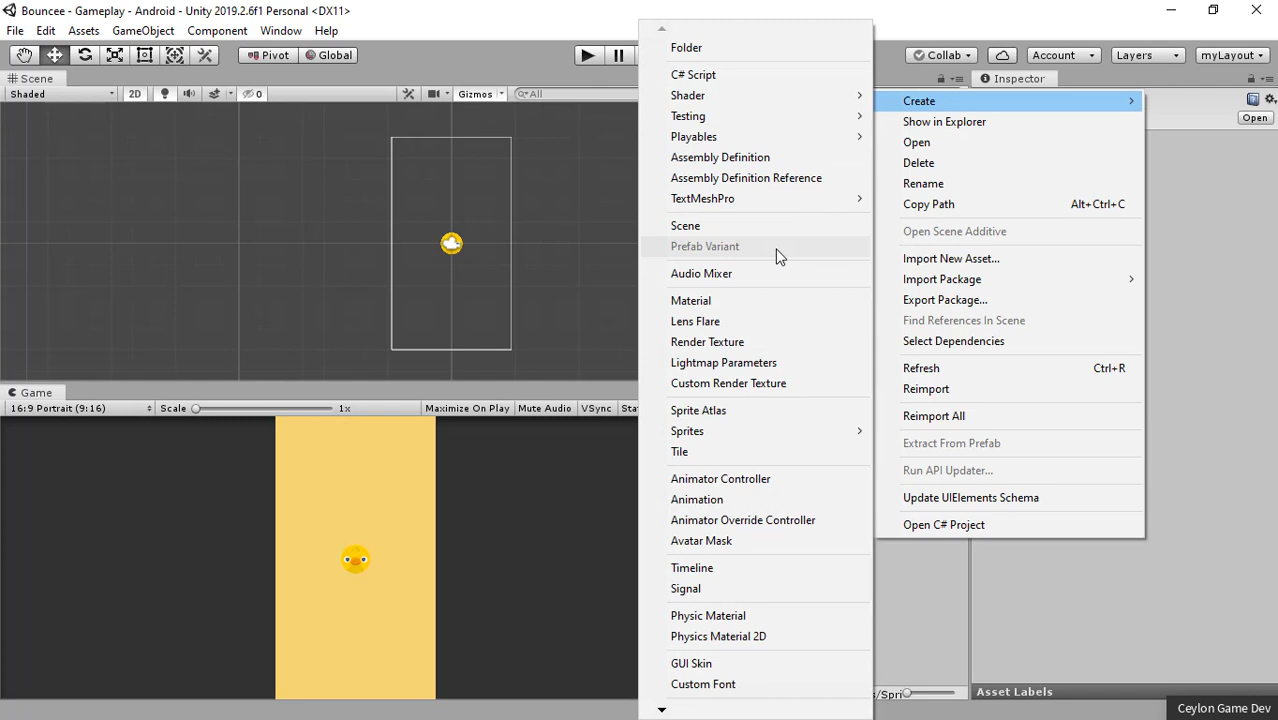 Bouncee - Gameplay - Android - Unity 2019.2.6f1 Personal <DX11>
File Edit Assets GameObject Component Window Help
Pivot Global Collab Account Layers myLayout
Scene
Inspector
Shaded 2D 0 Gizmos All
Open
Folder
C# Script
Shader
Testing
Playables
Assembly Definition
Assembly Definition Reference
TextMeshPro
Scene
Prefab Variant
Audio Mixer
Material
Lens Flare
Render Texture
Lightmap Parameters
Custom Render Texture
Sprite Atlas
Sprites
Tile
Animator Controller
Animation
Animator Override Controller
Avatar Mask
Timeline
Signal
Physic Material
Physics Material 2D
GUI Skin
Custom Font
Create
Show in Explorer
Open
Delete
Rename
Copy Path Alt+Ctrl+C
Open Scene Additive
Import New Asset...
Import Package
Export Package...
Find References In Scene
Select Dependencies
Refresh Ctrl+R
Reimport
Reimport All
Extract From Prefab
Run API Updater...
Update UIElements Schema
Open C# Project
Game
16:9 Portrait (9:16) Scale 1x Maximize On Play Mute Audio VSync Sta
s/Spri
Asset Labels
Ceylon Game Dev